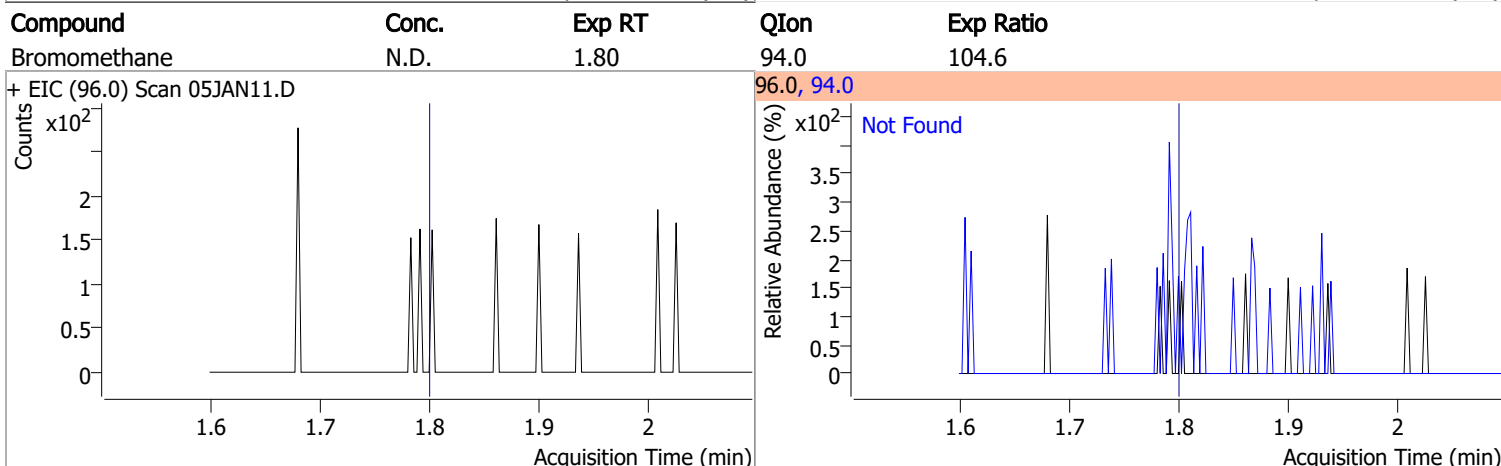 Compound Conc. Exp RT QIon Exp Ratio
Bromomethane N.D. 1.80 94.0 104.6
+ EIC (96.0) Scan 05JAN11.D
Counts
x10²
2
1.5
1
0.5
0
1.6 1.7 1.8 1.9 2
Acquisition Time (min)
96.0, 94.0
Relative Abundance (%)
x10²
Not Found
3.5
3
2.5
2
1.5
1
0.5
0
1.6 1.7 1.8 1.9 2
Acquisition Time (min)